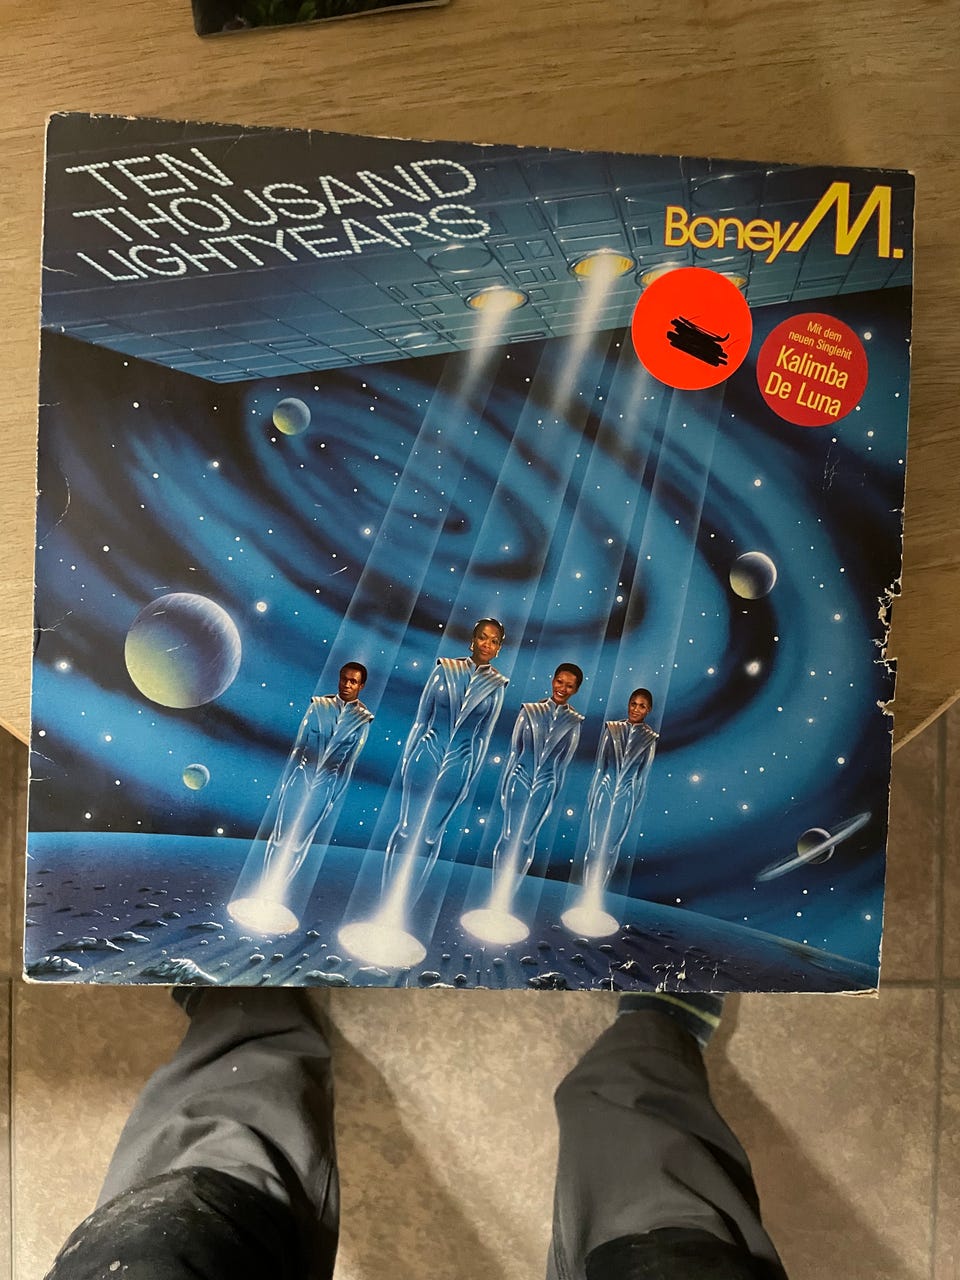 TEN
THOUSAND
LIGHTYEARS
Boney M.
Mit dem
neuen Singlehit
Kalimba
De Luna